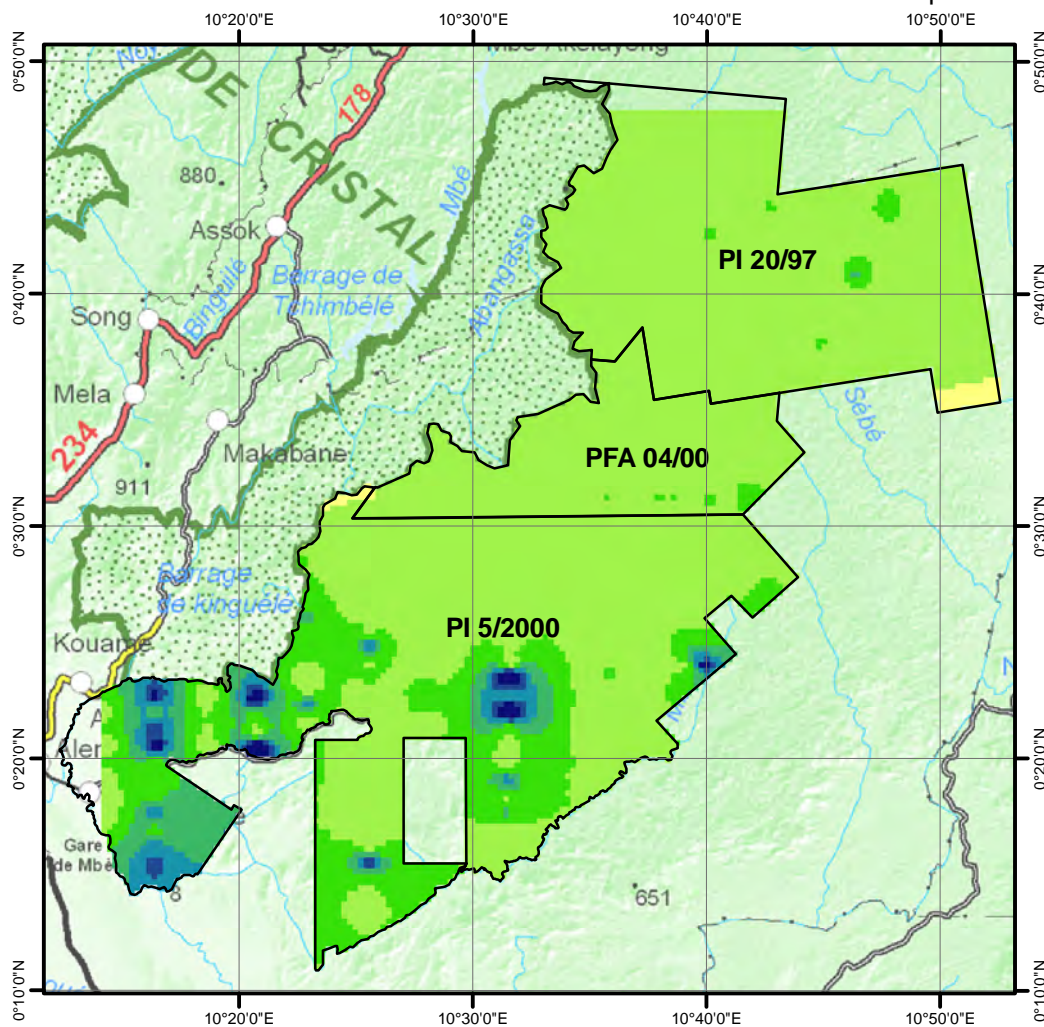 10°20'0"E 10°30'0"E 10°40'0"E 10°50'0"E
0°50'0"N 0°50'0"N
DE
178
CRISTAL
880
Mbé
Assok
Abangassa
PI 20/97
Barrage de
Tchimbélé
Binguillé
0°40'0"N 0°40'0"N
Song
Mela
Sébé
234
Makabane
PFA 04/00
911
0°30'0"N 0°30'0"N
Barrage
de kinguélé
PI 5/2000
Kouame
0°20'0"N 0°20'0"N
Gare
de Mbé
8
651
0°10'0"N 0°10'0"N
10°20'0"E 10°30'0"E 10°40'0"E 10°50'0"E